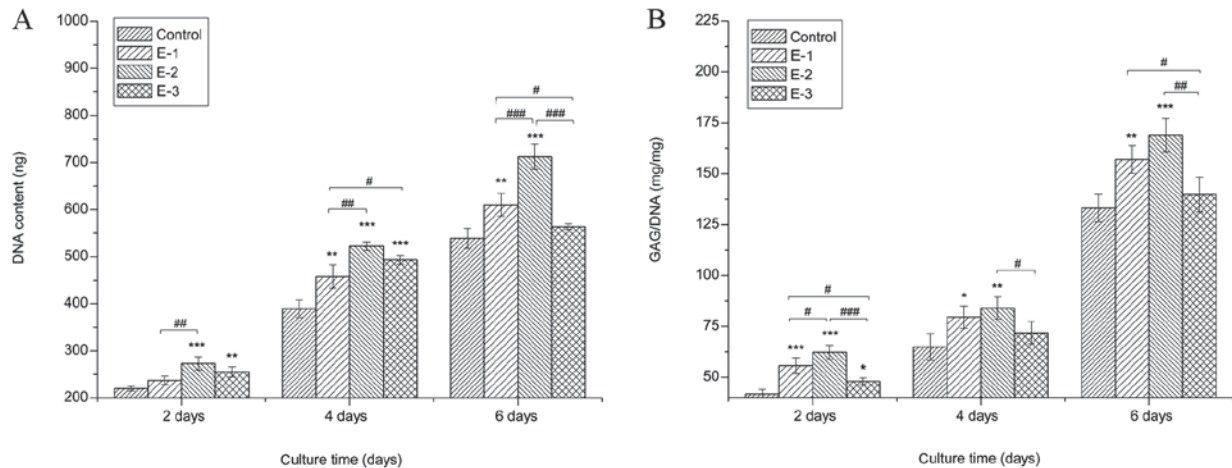 A
1000
900
800
700
600
500
400
300
200
DNA content (ng)
Control
E-1
E-2
E-3
##
***
**
**
##
***
#
***
**
###
***
#
###
2 days
4 days
6 days
Culture time (days)
B
225
200
175
150
125
100
75
50
GAG/DNA (mg/mg)
Control
E-1
E-2
E-3
***
#
***
#
###
*
*
**
#
**
***
#
##
2 days
4 days
6 days
Culture time (days)